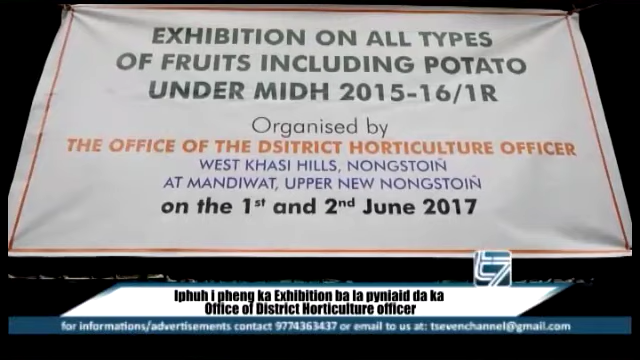 EXHIBITION ON ALL TYPES
OF FRUITS INCLUDING POTATO
UNDER MIDH 2015-16/1R
Organised by
THE OFFICE OF THE DSITRICT HORTICULTURE OFFICER
WEST KHASI HILLS, NONGSTOIÑ
AT MANDIWAT, UPPER NEW NONGSTOIÑ
on the 1st and 2nd June 2017
T7
Iphuh i pheng ka Exhibition ba la pyniaid da ka
Office of District Horticulture officer
for informations/advertisements contact 9774363437 or email to us at: tsevenchannel@gmail.com